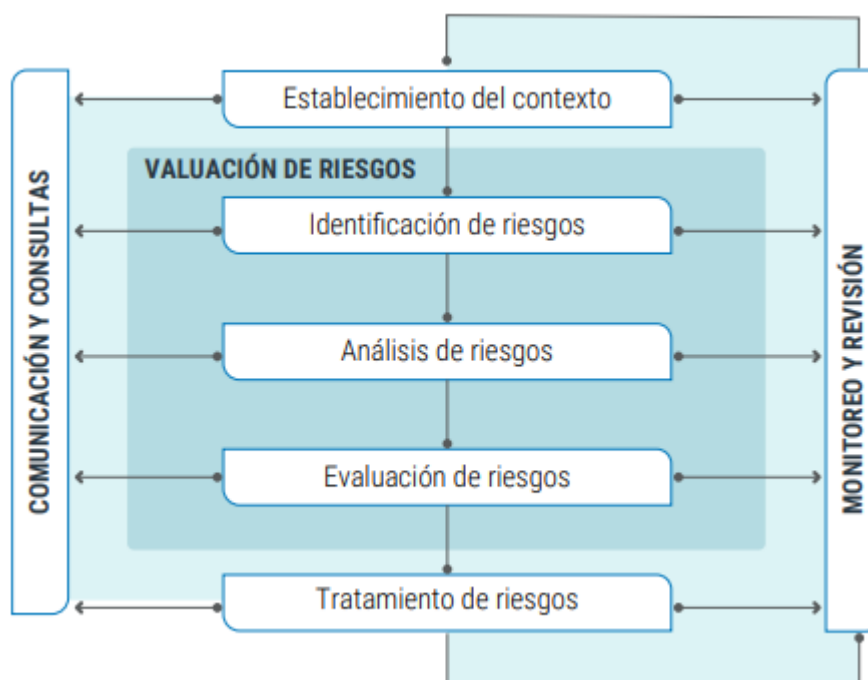 Establecimiento del contexto
VALUACIÓN DE RIESGOS
Identificación de riesgos
Análisis de riesgos
Evaluación de riesgos
Tratamiento de riesgos
COMUNICACIÓN Y CONSULTAS
MONITOREO Y REVISIÓN